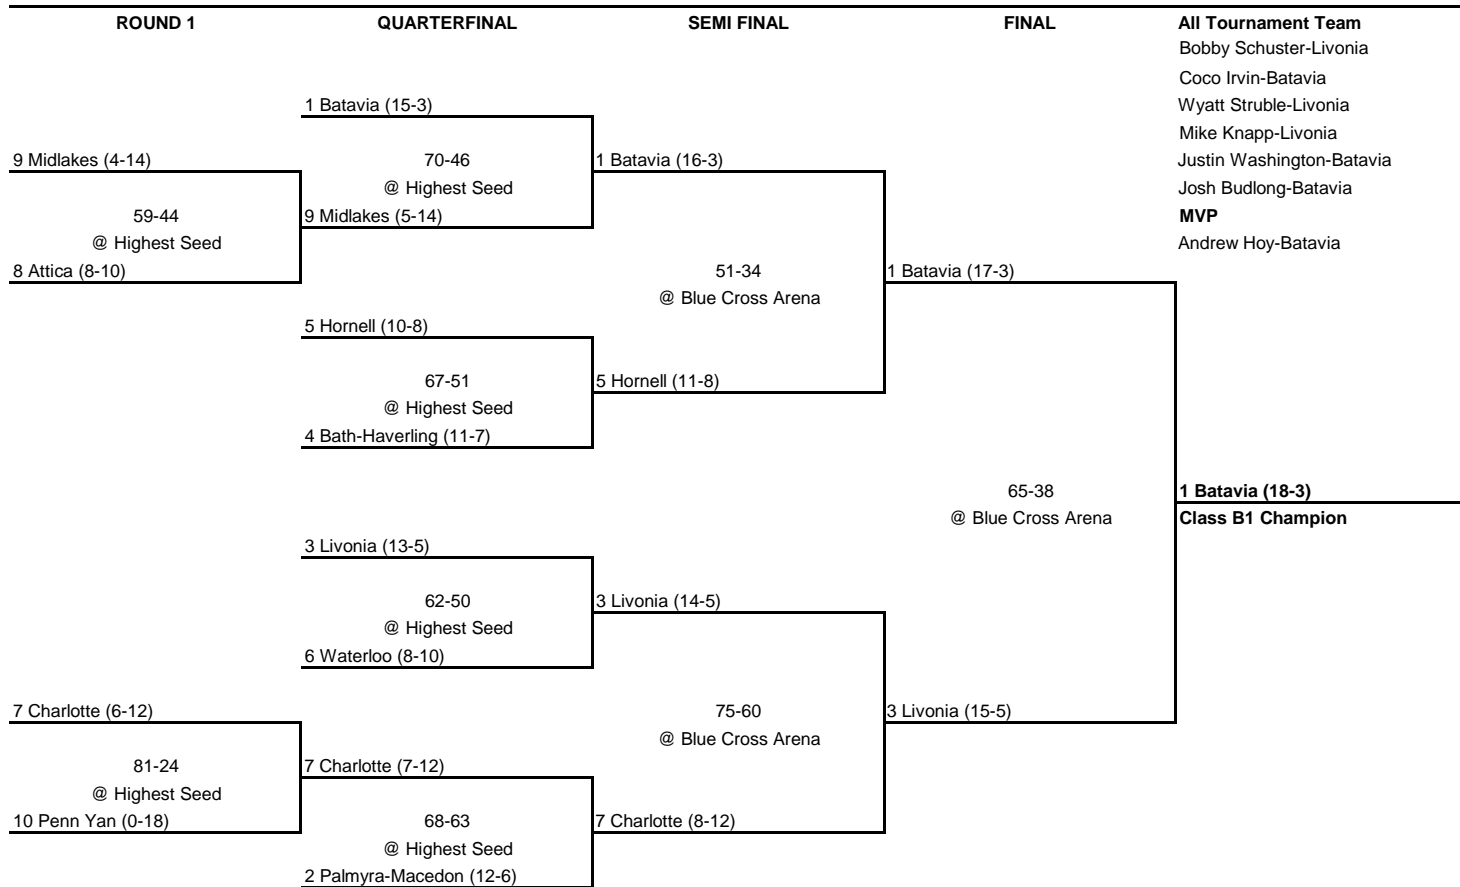 ROUND 1
QUARTERFINAL
SEMI FINAL
FINAL
All Tournament Team
Bobby Schuster-Livonia
Coco Irvin-Batavia
Wyatt Struble-Livonia
Mike Knapp-Livonia
Justin Washington-Batavia
Josh Budlong-Batavia
MVP
Andrew Hoy-Batavia
9 Midlakes (4-14)
59-44
@ Highest Seed
8 Attica (8-10)
7 Charlotte (6-12)
81-24
@ Highest Seed
10 Penn Yan (0-18)
1 Batavia (15-3)
70-46
@ Highest Seed
9 Midlakes (5-14)
5 Hornell (10-8)
67-51
@ Highest Seed
4 Bath-Haverling (11-7)
3 Livonia (13-5)
62-50
@ Highest Seed
6 Waterloo (8-10)
7 Charlotte (7-12)
68-63
@ Highest Seed
2 Palmyra-Macedon (12-6)
1 Batavia (16-3)
51-34
@ Blue Cross Arena
5 Hornell (11-8)
3 Livonia (14-5)
75-60
@ Blue Cross Arena
7 Charlotte (8-12)
1 Batavia (17-3)
65-38
@ Blue Cross Arena
3 Livonia (15-5)
1 Batavia (18-3)
Class B1 Champion